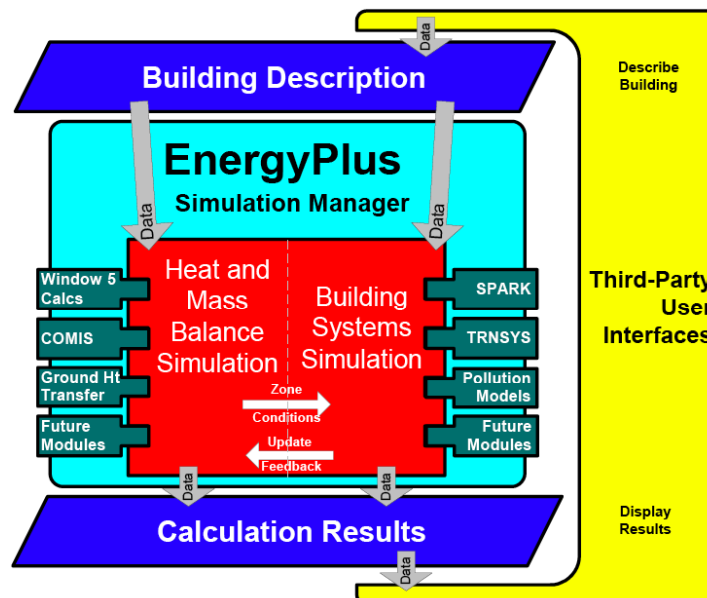 Data
Building Description
Describe
Building
EnergyPlus
Simulation Manager
Data
Data
Heat and
Mass
Balance
Simulation
Building
Systems
Simulation
Window 5
Calcs
COMIS
Ground Ht
Transfer
Future
Modules
SPARK
TRNSYS
Pollution
Models
Future
Modules
Third-Party
User
Interfaces
Zone
Conditions
Update
Feedback
Data
Data
Calculation Results
Display
Results
Data